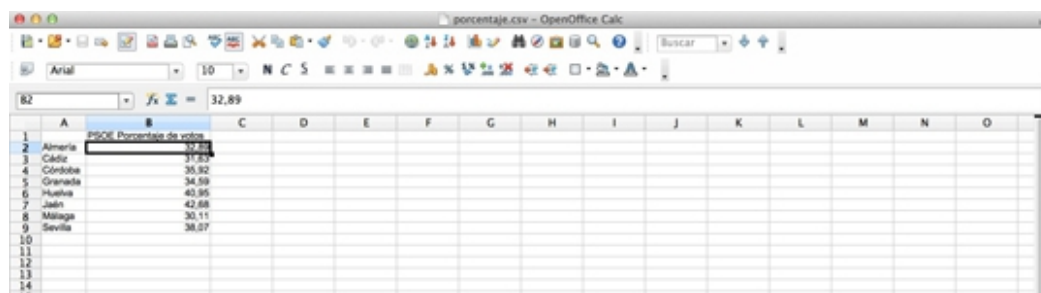 porcentaje.csv - OpenOffice Calc
Buscar
Arial 10 N C S
B2 32,89
A B C D E F G H I J K L M N O
1 PSOE Porcentaje de votos
2 Almería 32,89
3 Cádiz 31,63
4 Córdoba 35,92
5 Granada 34,59
6 Huelva 40,95
7 Jaén 42,68
8 Málaga 30,11
9 Sevilla 38,07
10
11
12
13
14